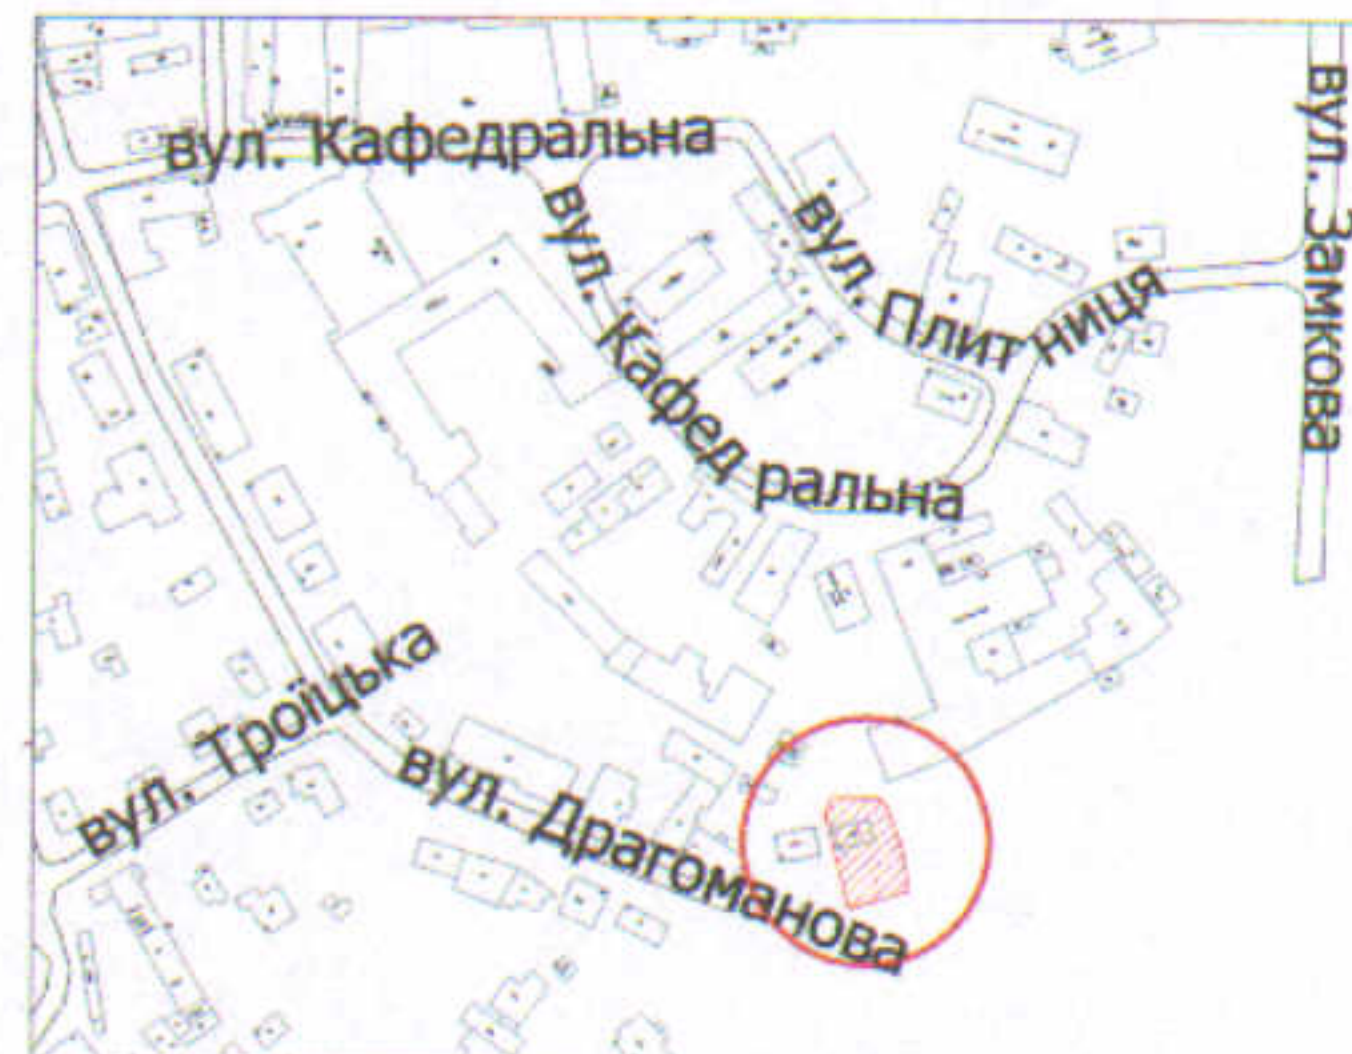 вул. Кафедральна
вул. Замкова
вул. Плитниця
вул. Кафедральна
вул. Троїцька
вул. Драгоманова